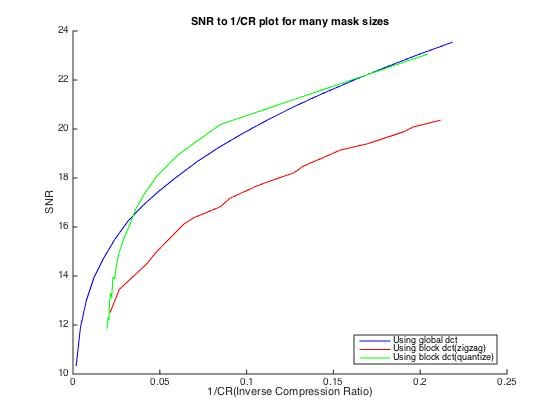 SNR to 1/CR plot for many mask sizes
24
22
20
18
16
14
12
10
SNR
0
0.05
0.1
0.15
0.2
0.25
1/CR(Inverse Compression Ratio)
Using global dct
Using block dct(zigzag)
Using block dct(quantize)